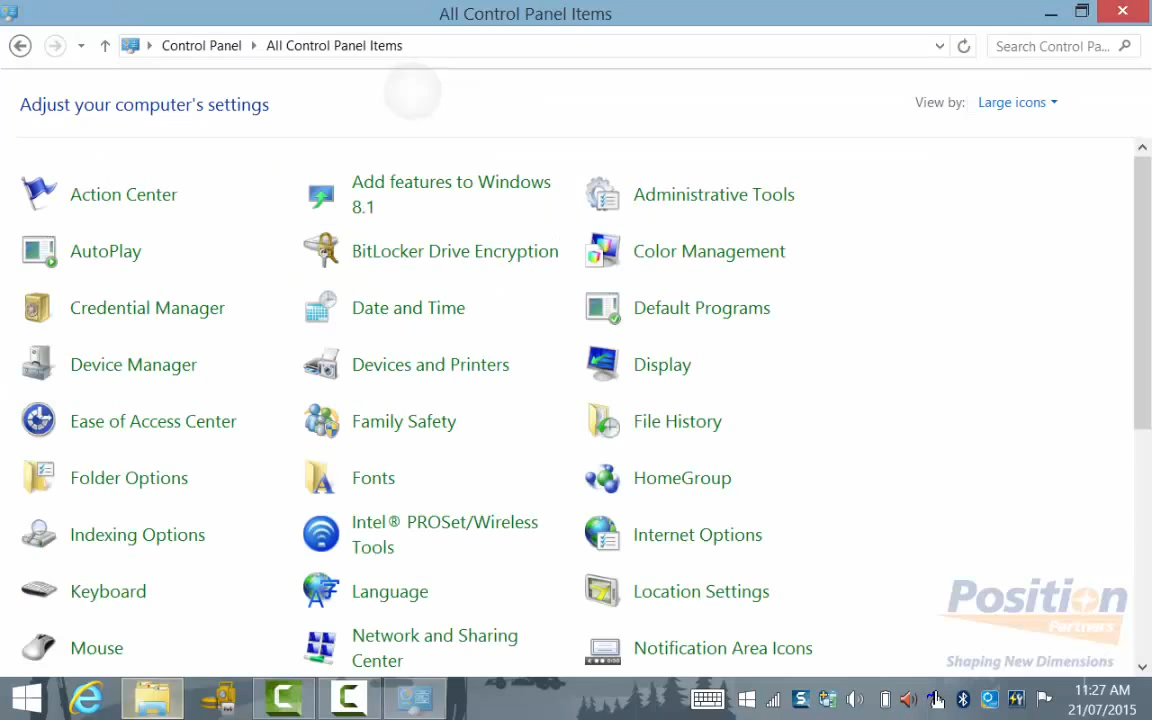 All Control Panel Items
Control Panel All Control Panel Items
Search Control Pa...
Adjust your computer's settings
View by: Large icons
Action Center
Add features to Windows
8.1
Administrative Tools
AutoPlay
BitLocker Drive Encryption
Color Management
Credential Manager
Date and Time
Default Programs
Device Manager
Devices and Printers
Display
Ease of Access Center
Family Safety
File History
Folder Options
Fonts
HomeGroup
Indexing Options
Intel® PROSet/Wireless
Tools
Internet Options
Keyboard
Language
Location Settings
Mouse
Network and Sharing
Center
Notification Area Icons
Position
Partners
Shaping New Dimensions
11:27 AM
21/07/2015